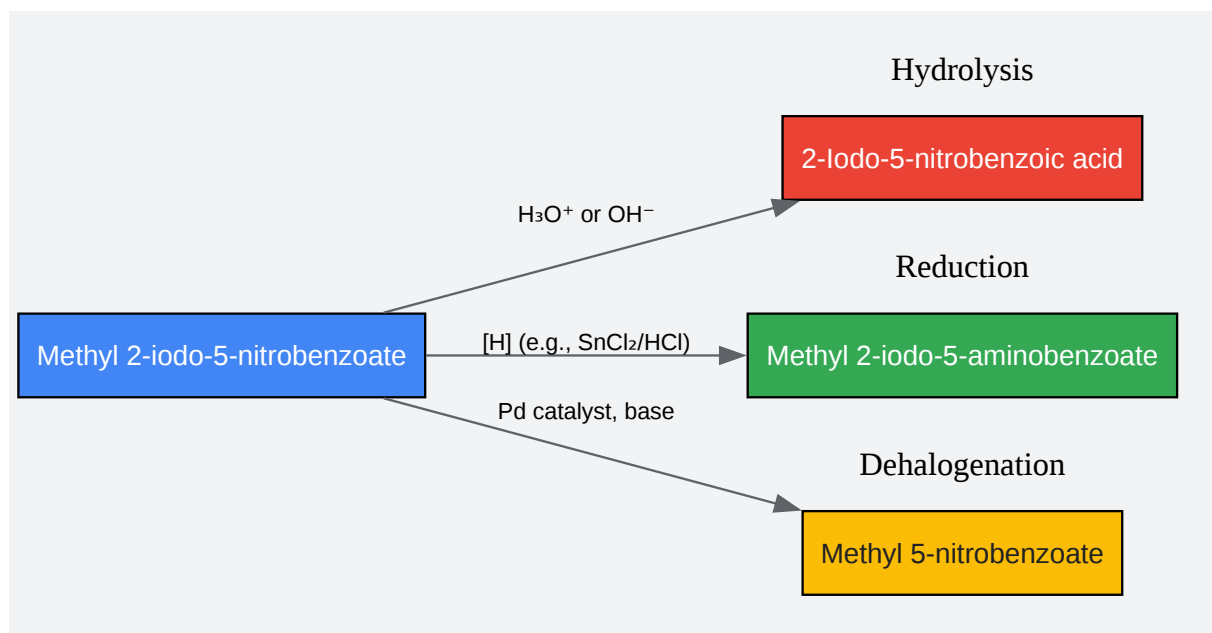 Hydrolysis
2-Iodo-5-nitrobenzoic acid
H₃O⁺ or OH⁻
Reduction
Methyl 2-iodo-5-nitrobenzoate
[H] (e.g., SnCl₂/HCl)
Methyl 2-iodo-5-aminobenzoate
Pd catalyst, base
Dehalogenation
Methyl 5-nitrobenzoate